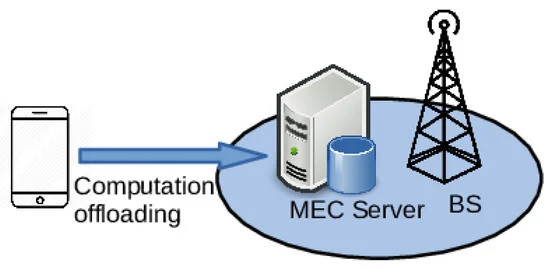 Computation
offloading
MEC Server
BS